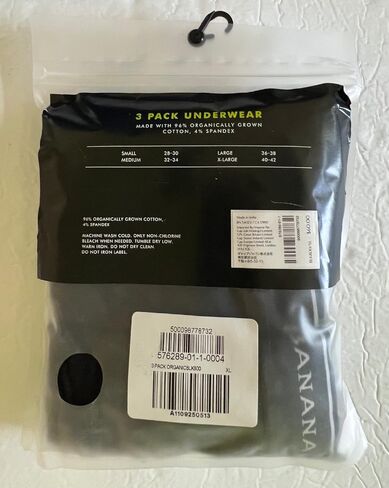 3 PACK UNDERWEAR
MADE WITH 96% ORGANICALLY GROWN
COTTON, 4% SPANDEX
SMALL 28-30 LARGE 36-38
MEDIUM 32-34 X-LARGE 40-42
96% ORGANICALLY GROWN COTTON,
4% SPANDEX
MACHINE WASH COLD. ONLY NON-CHLORINE
BLEACH WHEN NEEDED. TUMBLE DRY LOW.
WARM IRON. DO NOT DRY CLEAN.
DO NOT IRON LABEL.
Made in India
500098778732
576289-01-1-0004
3 PACK ORGANICBLK000 XL
A1109250513
BANANA